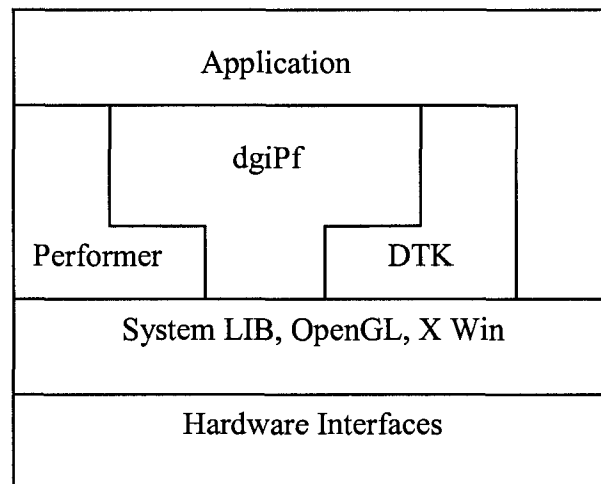 Application
dgiPf
Performer
DTK
System LIB, OpenGL, X Win
Hardware Interfaces